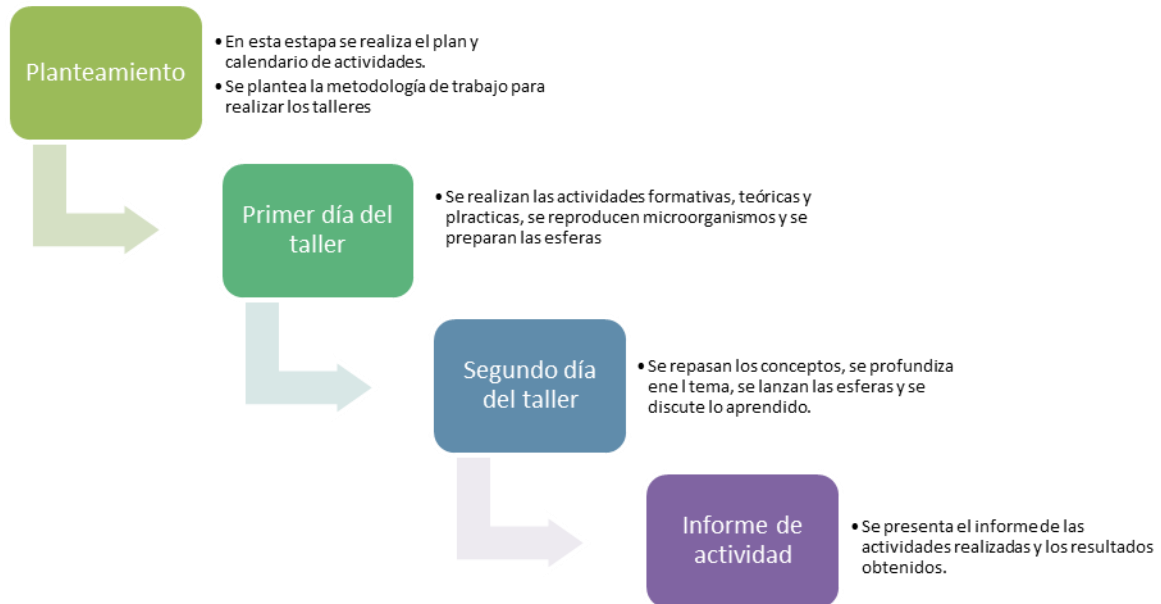 Planteamiento
• En esta estapa se realiza el plan y
calendario de actividades.
• Se plantea la metodología de trabajo para
realizar los talleres
Primer día del
taller
• Se realizan las actividades formativas, teóricas y
plracticas, se reproducen microorganismos y se
preparan las esferas
Segundo día
del taller
• Se repasan los conceptos, se profundiza
ene l tema, se lanzan las esferas y se
discute lo aprendido.
Informe de
actividad
• Se presenta el informe de las
actividades realizadas y los resultados
obtenidos.